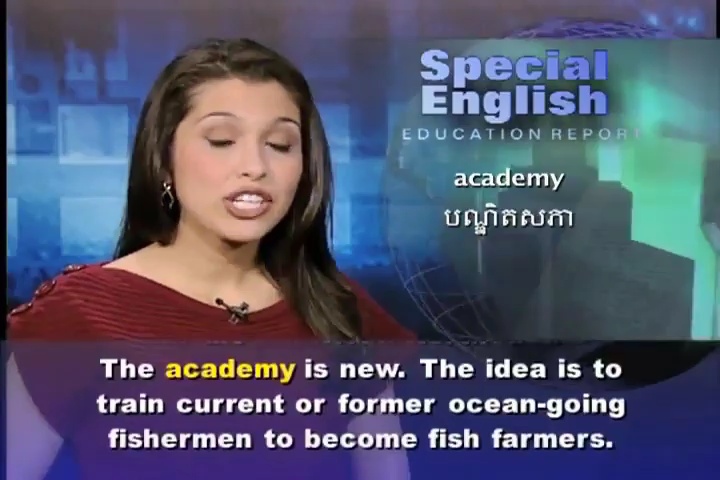 Special
English
EDUCATION REPORT
academy
បណ្ឌិតសភា
The academy is new. The idea is to
train current or former ocean-going
fishermen to become fish farmers.